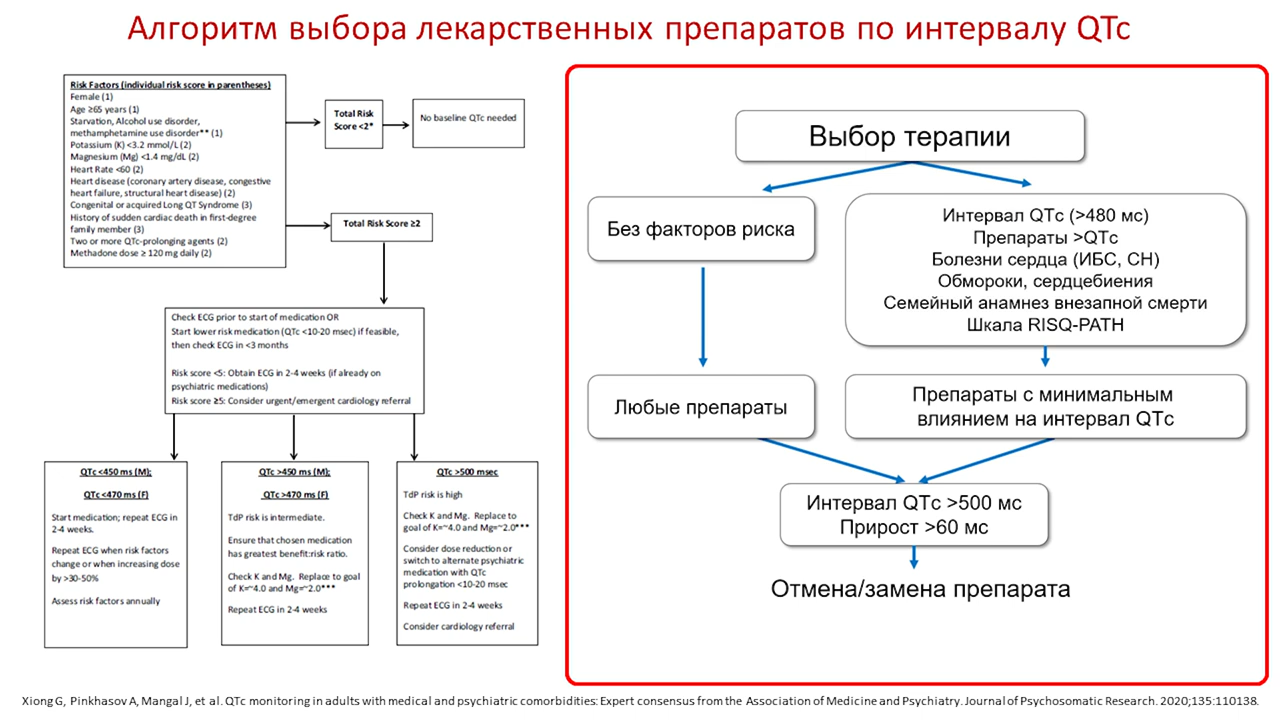 Алгоритм выбора лекарственных препаратов по интервалу QTc
Risk Factors (individual risk score in parentheses)
Female (1)
Age ≥65 years (1)
Starvation, Alcohol use disorder,
methamphetamine use disorder** (1)
Potassium (K) <3.2 mmol/L (2)
Magnesium (Mg) <1.4 mg/dL (2)
Heart Rate <60 (2)
Heart disease (coronary artery disease, congestive
heart failure, structural heart disease) (2)
Congenital or acquired Long QT Syndrome (3)
History of sudden cardiac death in first-degree
family member (3)
Two or more QTc-prolonging agents (2)
Methadone dose ≥ 120 mg daily (2)
Total Risk
Score <2*
No baseline QTc needed
Total Risk Score ≥2
Check ECG prior to start of medication OR
Start lower risk medication (QTc <10-20 msec) if feasible,
then check ECG in <3 months
Risk score <5: Obtain ECG in 2-4 weeks (if already on
psychiatric medications)
Risk score ≥5: Consider urgent/emergent cardiology referral
QTc <450 ms (M);
QTc <470 ms (F)
Start medication; repeat ECG in
2-4 weeks.
Repeat ECG when risk factors
change or when increasing dose
by >30-50%
Assess risk factors annually
QTc >450 ms (M);
QTc >470 ms (F)
TdP risk is intermediate.
Ensure that chosen medication
has greatest benefit:risk ratio.
Check K and Mg. Replace to goal
of K=~4.0 and Mg=~2.0***
Repeat ECG in 2-4 weeks
QTc >500 msec
TdP risk is high
Check K and Mg. Replace to
goal of K=~4.0 and Mg=~2.0***
Consider dose reduction or
switch to alternate psychiatric
medication with QTc
prolongation <10-20 msec
Repeat ECG in 2-4 weeks
Consider cardiology referral
Выбор терапии
Без факторов риска
Интервал QTc (>480 мс)
Препараты >QTc
Болезни сердца (ИБС, СН)
Обмороки, сердцебиения
Семейный анамнез внезапной смерти
Шкала RISQ-PATH
Любые препараты
Препараты с минимальным
влиянием на интервал QTc
Интервал QTc >500 мс
Прирост >60 мс
Отмена/замена препарата
Xiong G, Pinkhasov A, Mangal J, et al. QTc monitoring in adults with medical and psychiatric comorbidities: Expert consensus from the Association of Medicine and Psychiatry. Journal of Psychosomatic Research. 2020;135:110138.